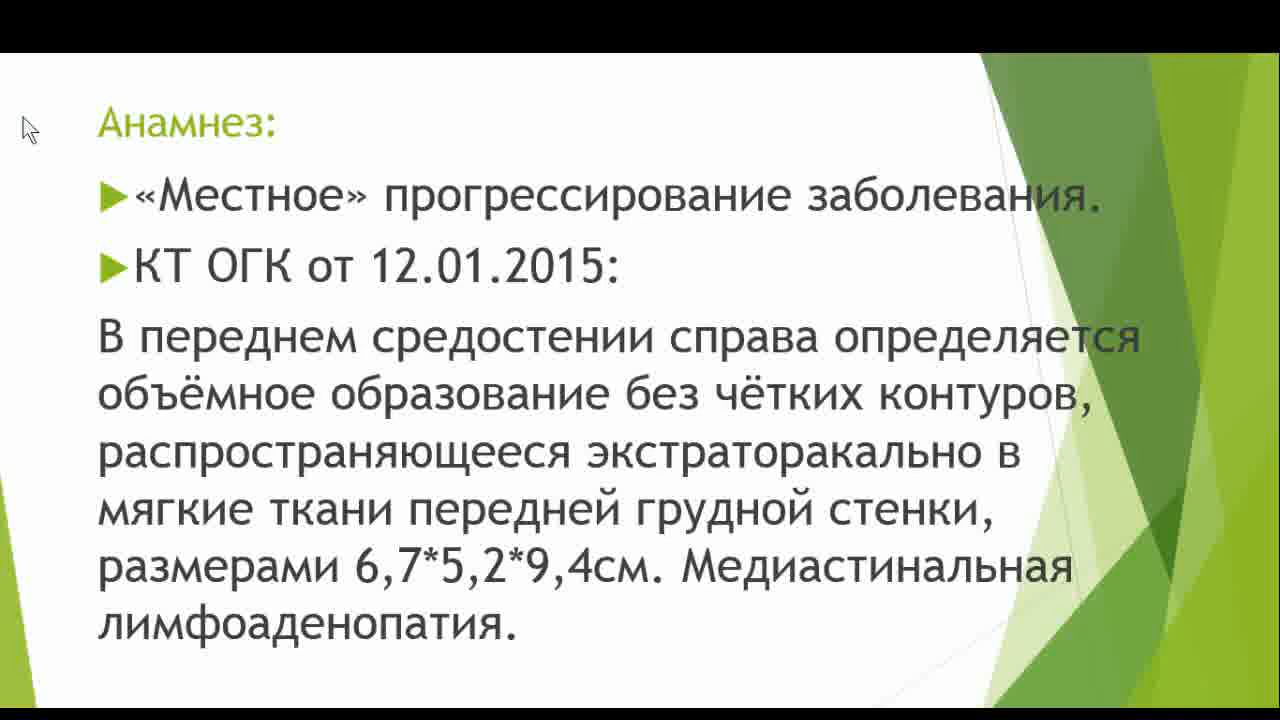 Анамнез:
«Местное» прогрессирование заболевания.
КТ ОГК от 12.01.2015:
В переднем средостении справа определяется
объёмное образование без чётких контуров,
распространяющееся экстраторакально в
мягкие ткани передней грудной стенки,
размерами 6,7*5,2*9,4см. Медиастинальная
лимфоаденопатия.